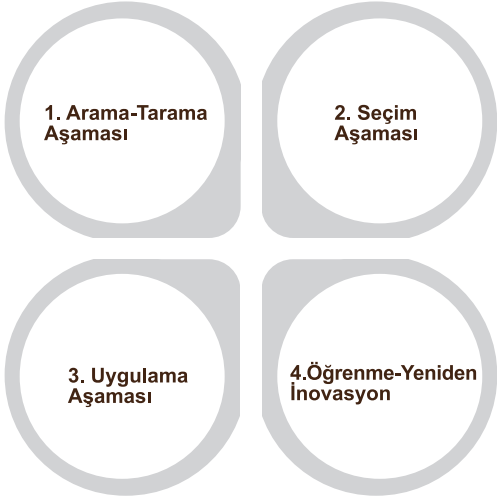 1. Arama-Tarama
Aşaması
2. Seçim
Aşaması
3. Uygulama
Aşaması
4.Öğrenme-Yeniden
İnovasyon